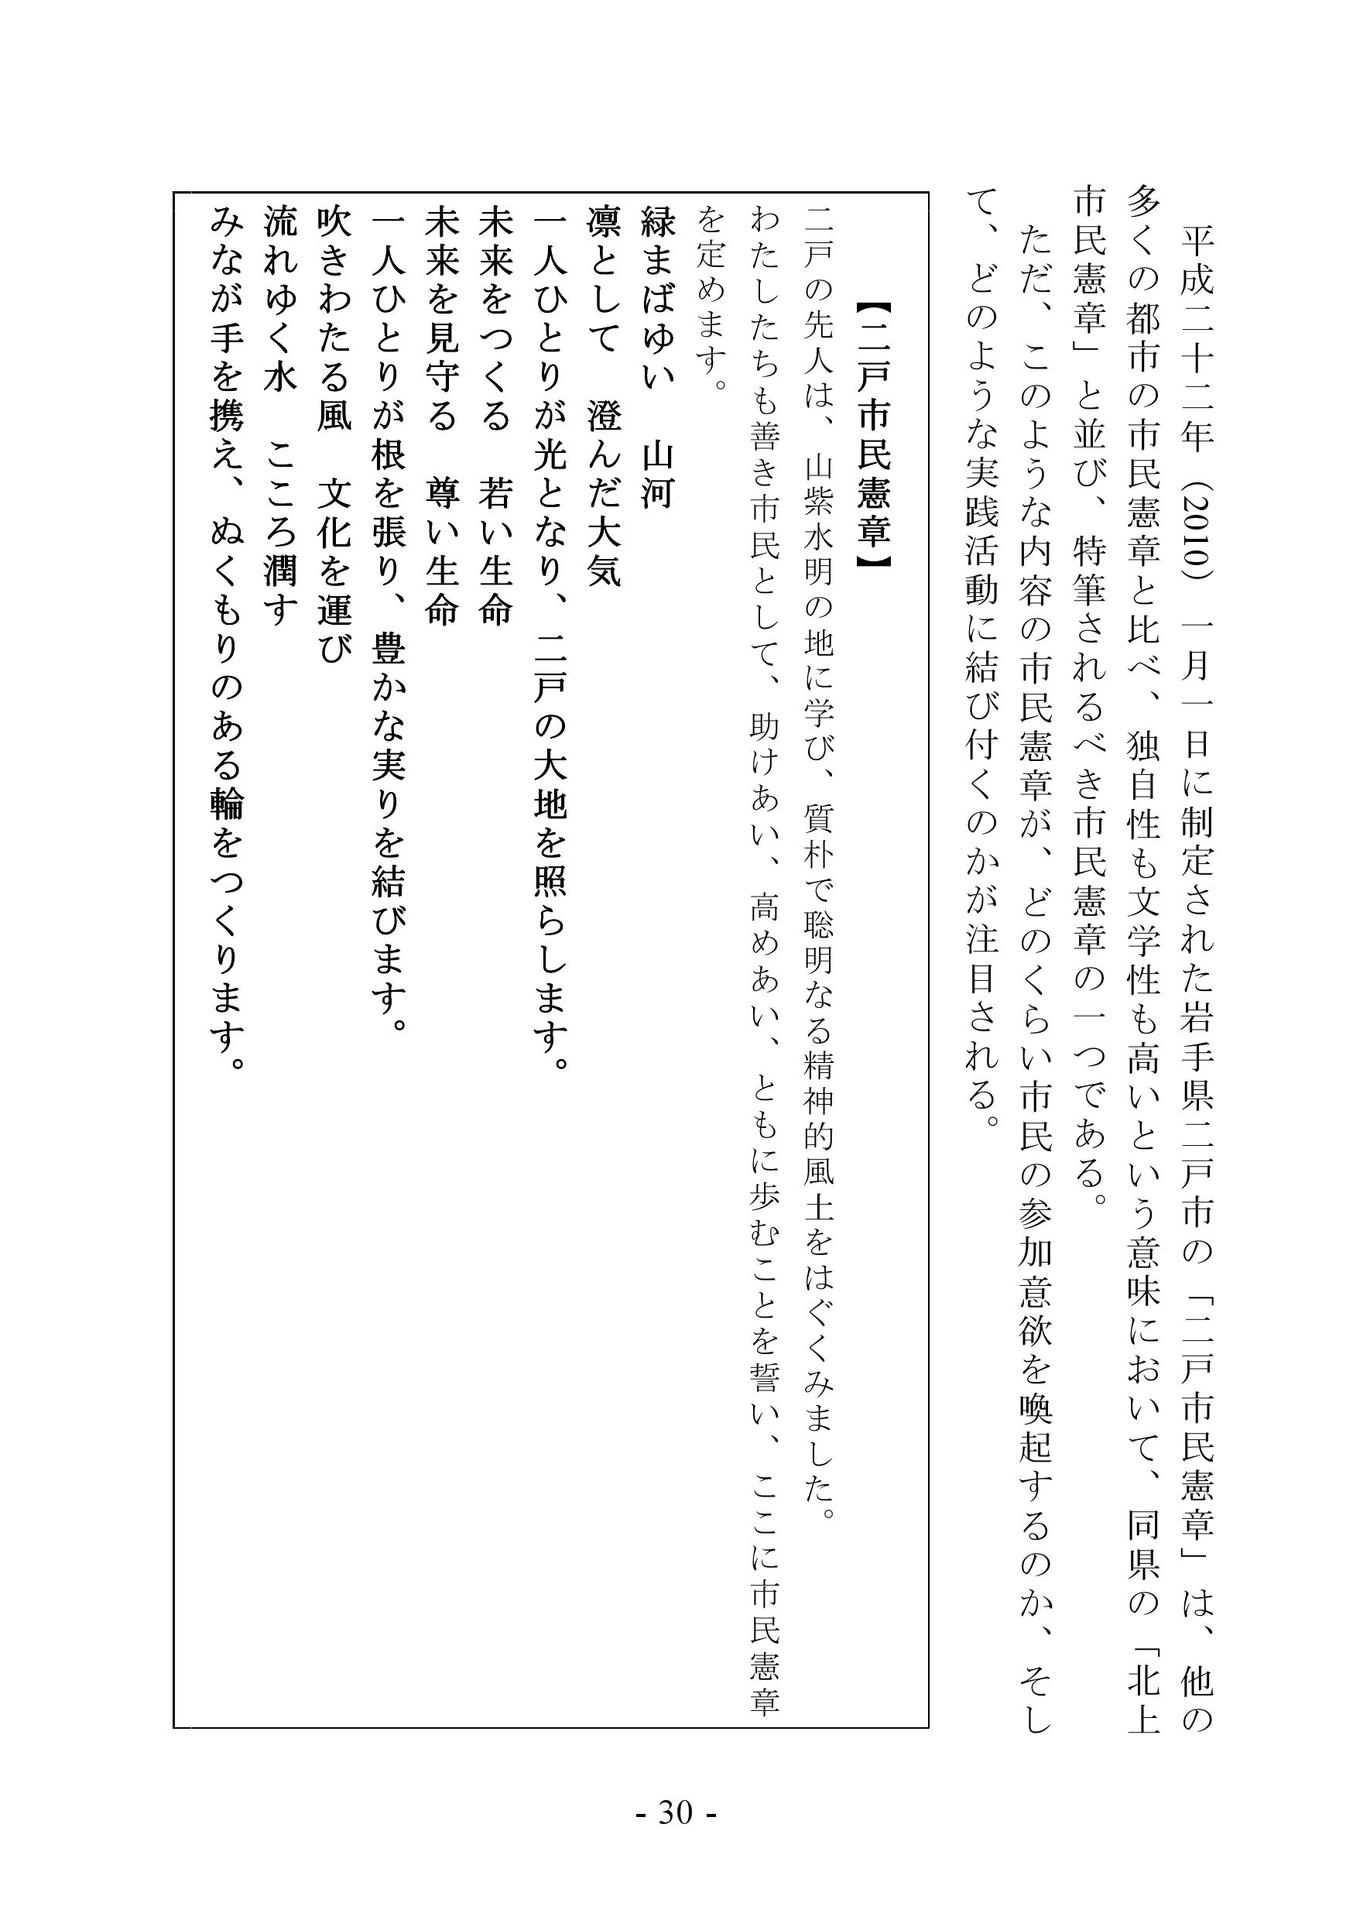 平成二十二年（2010）一月一日に制定された岩手県二戸市の「二戸市民憲章」は、他の
多くの都市の市民憲章と比べ、独自性も文学性も高いという意味において、同県の「北上
市民憲章」と並び、特筆されるべき市民憲章の一つである。
　ただ、このような内容の市民憲章が、どのくらい市民の参加意欲を喚起するのか、そし
て、どのような実践活動に結び付くのかが注目される。
【二戸市民憲章】
二戸の先人は、山紫水明の地に学び、質朴で聡明なる精神的風土をはぐくみました。
わたしたちも善き市民として、助けあい、高めあい、ともに歩むことを誓い、ここに市民憲章
を定めます。
緑まばゆい　山河
凛として　澄んだ大気
一人ひとりが光となり、二戸の大地を照らします。
未来をつくる　若い生命
未来を見守る　尊い生命
一人ひとりが根を張り、豊かな実りを結びます。
吹きわたる風　文化を運び
流れゆく水　こころ潤す
みなが手を携え、ぬくもりのある輪をつくります。
- 30 -